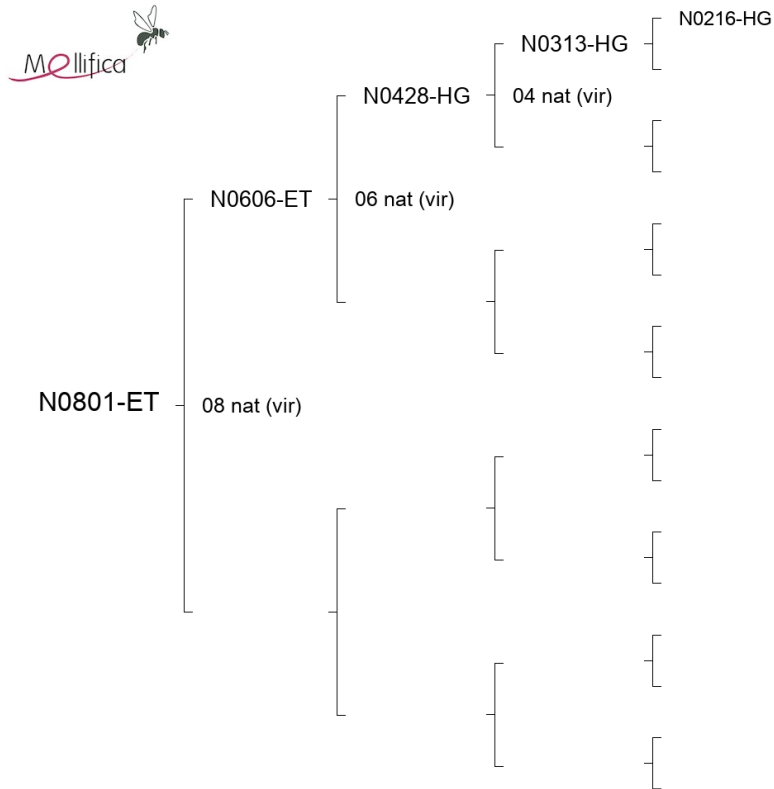 Mellifica
N0216-HG
N0313-HG
N0428-HG
04 nat (vir)
N0606-ET
06 nat (vir)
N0801-ET
08 nat (vir)